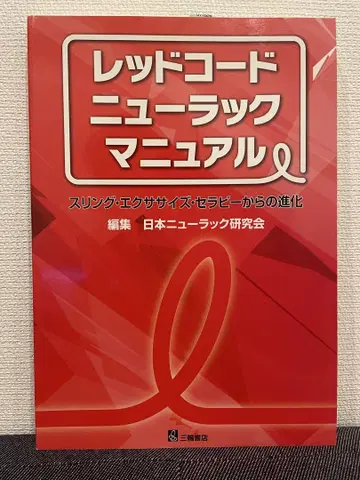 レッドコード
ニューラック
マニュアル
スリング・エクササイズ・セラピーからの進化
編集 日本ニューラック研究会
三輪書店